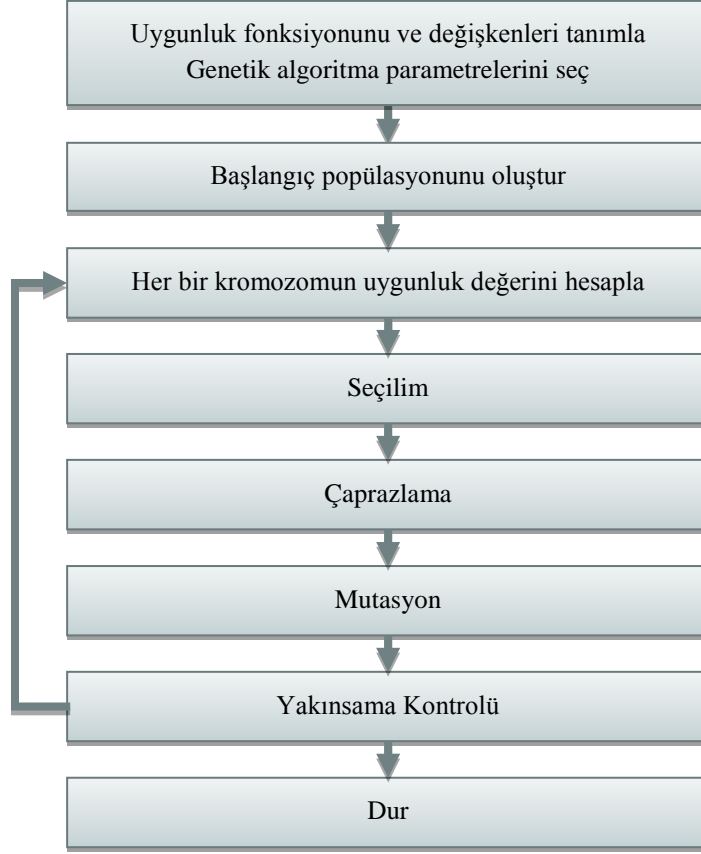 Uygunluk fonksiyonunu ve değişkenleri tanımla
Genetik algoritma parametrelerini seç
Başlangıç popülasyonunu oluştur
Her bir kromozomun uygunluk değerini hesapla
Seçilim
Çaprazlama
Mutasyon
Yakınsama Kontrolü
Dur